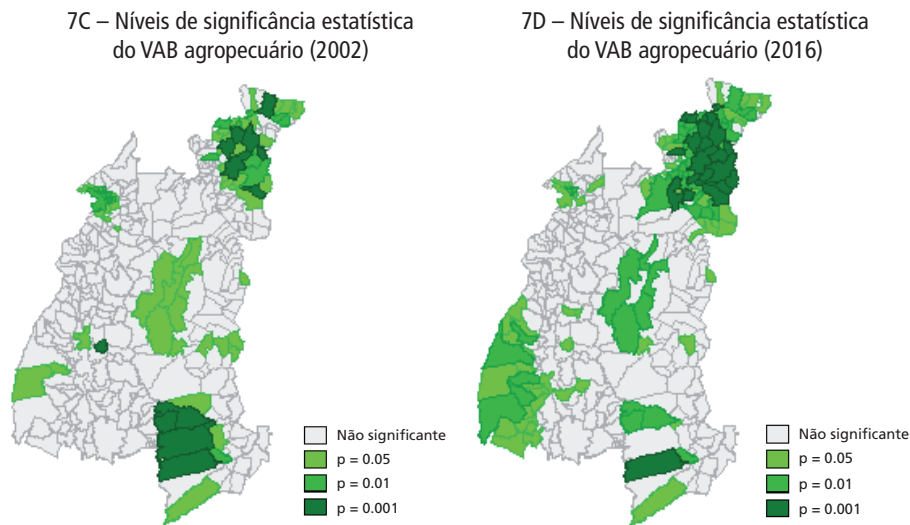 7C – Níveis de significância estatística
do VAB agropecuário (2002)
Não significante
p = 0.05
p = 0.01
p = 0.001
7D – Níveis de significância estatística
do VAB agropecuário (2016)
Não significante
p = 0.05
p = 0.01
p = 0.001